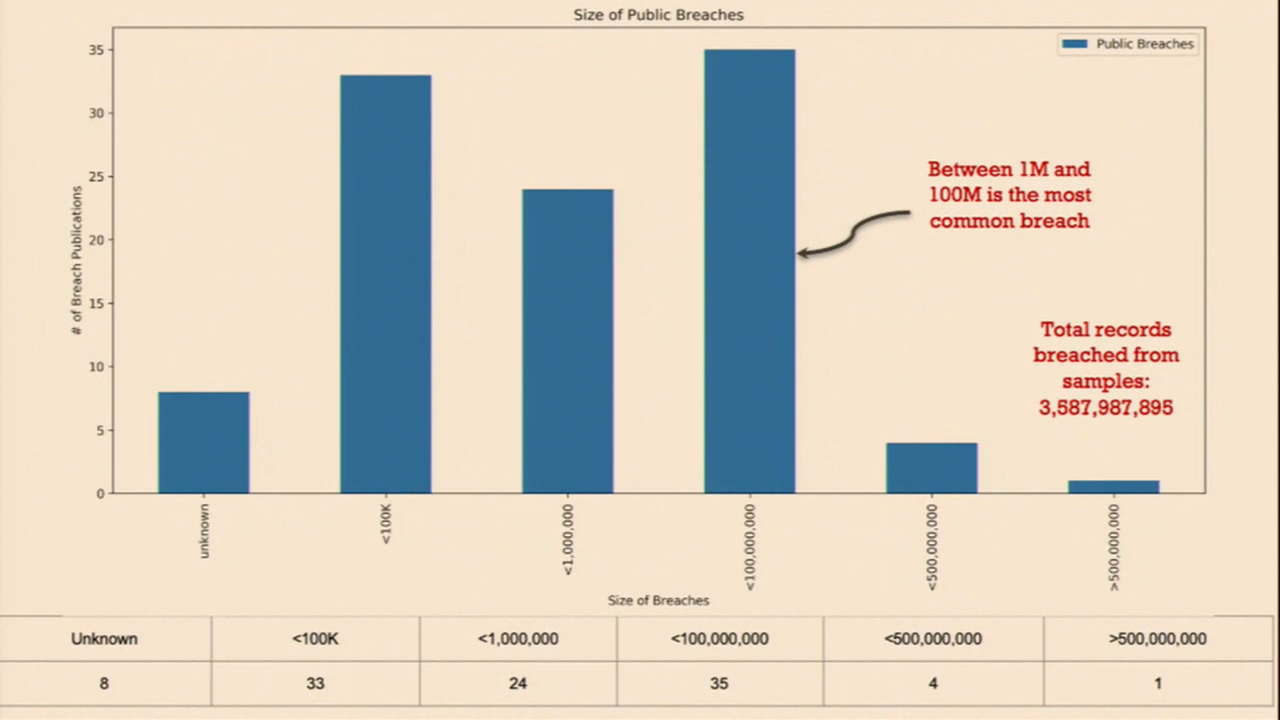 Size of Public Breaches
Public Breaches
35
30
25
20
15
10
5
0
# of Breach Publications
Between 1M and
100M is the most
common breach
Total records
breached from
samples:
3,587,987,895
unknown
<100K
<1,000,000
<100,000,000
<500,000,000
>500,000,000
Size of Breaches
Unknown <100K <1,000,000 <100,000,000 <500,000,000 >500,000,000
8 33 24 35 4 1